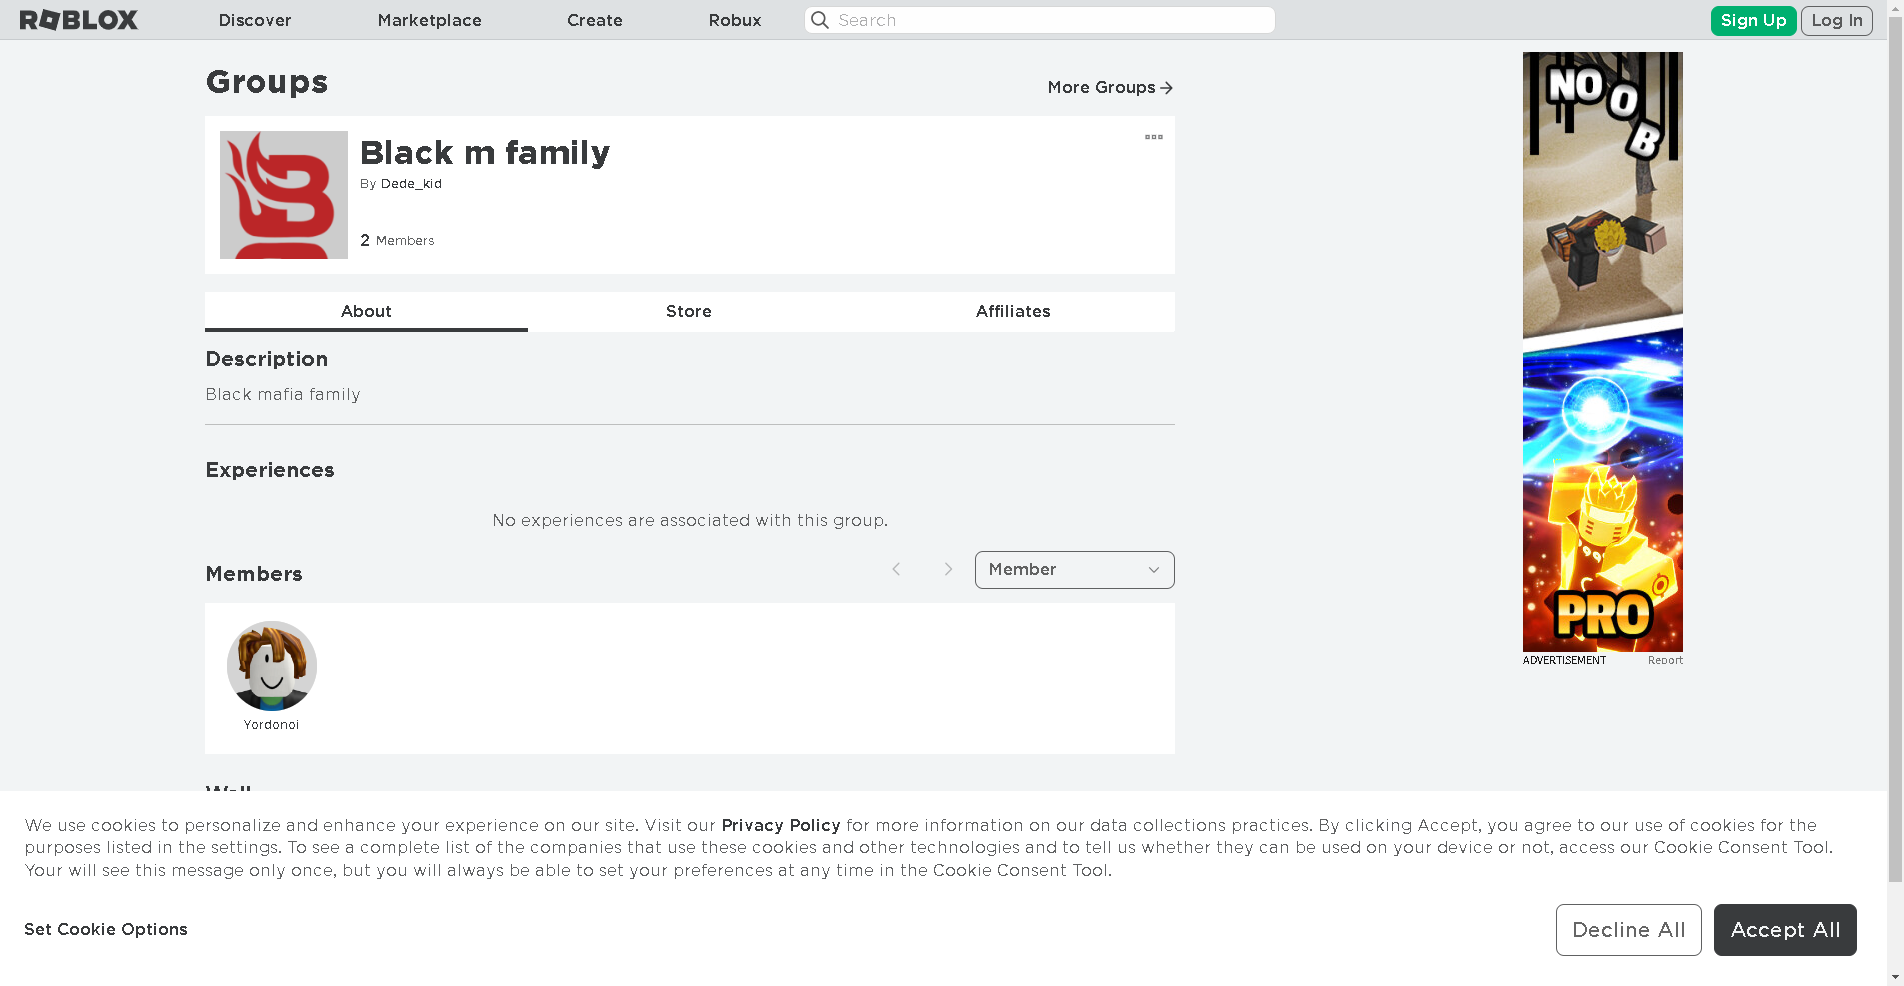 ROBLOX Discover Marketplace Create Robux Search Sign Up Log In
Groups
More Groups
Black m family
By Dede_kid
2 Members
About Store Affiliates
Description
Black mafia family
Experiences
No experiences are associated with this group.
Members
Member
Yordonoi
Wall
NOOB
PRO
ADVERTISEMENT Report
We use cookies to personalize and enhance your experience on our site. Visit our Privacy Policy for more information on our data collections practices. By clicking Accept, you agree to our use of cookies for the
purposes listed in the settings. To see a complete list of the companies that use these cookies and other technologies and to tell us whether they can be used on your device or not, access our Cookie Consent Tool.
Your will see this message only once, but you will always be able to set your preferences at any time in the Cookie Consent Tool.
Set Cookie Options
Decline All Accept All